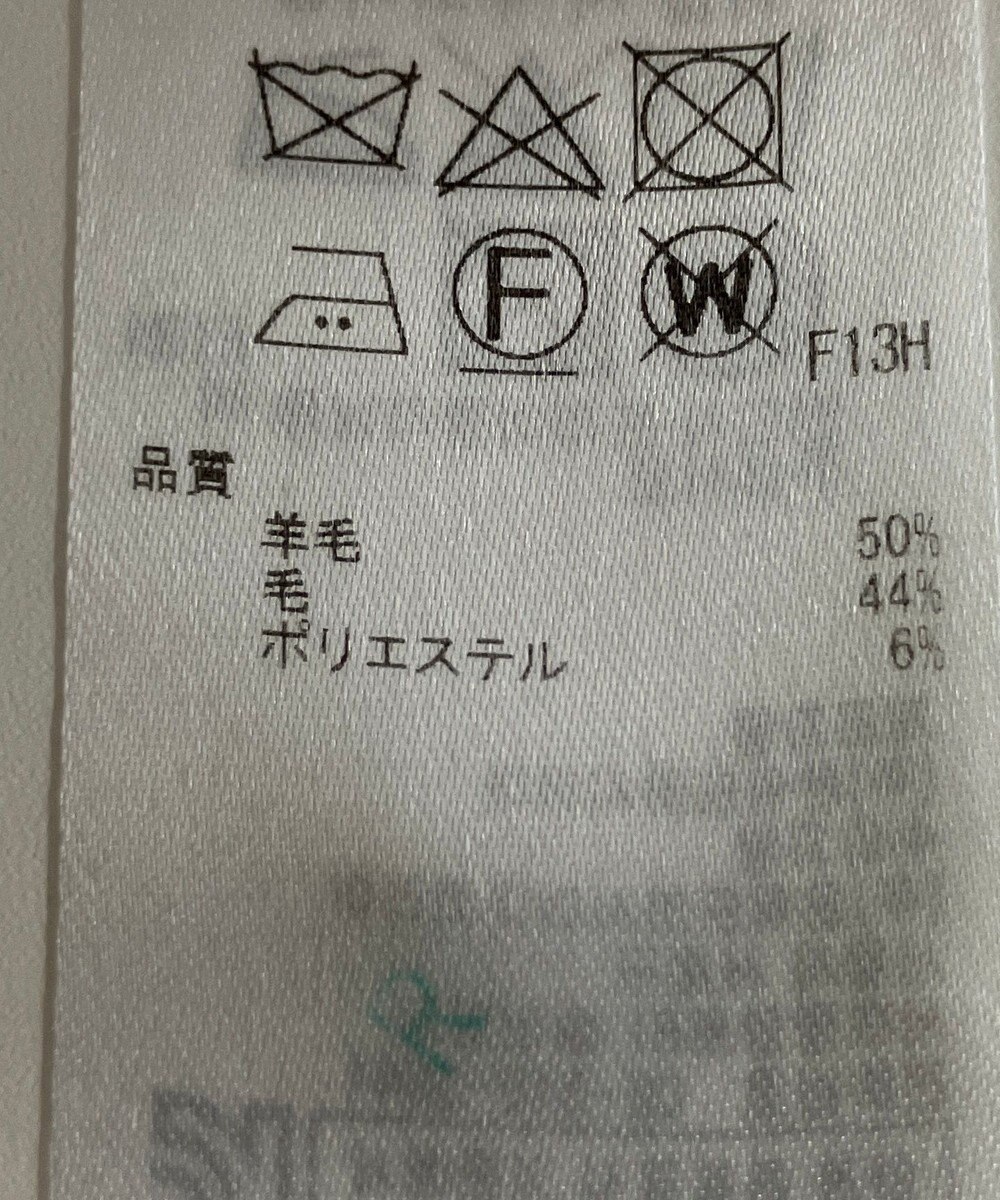 F W F13H
品質
羊毛 50%
毛 44%
ポリエステル 6%
R